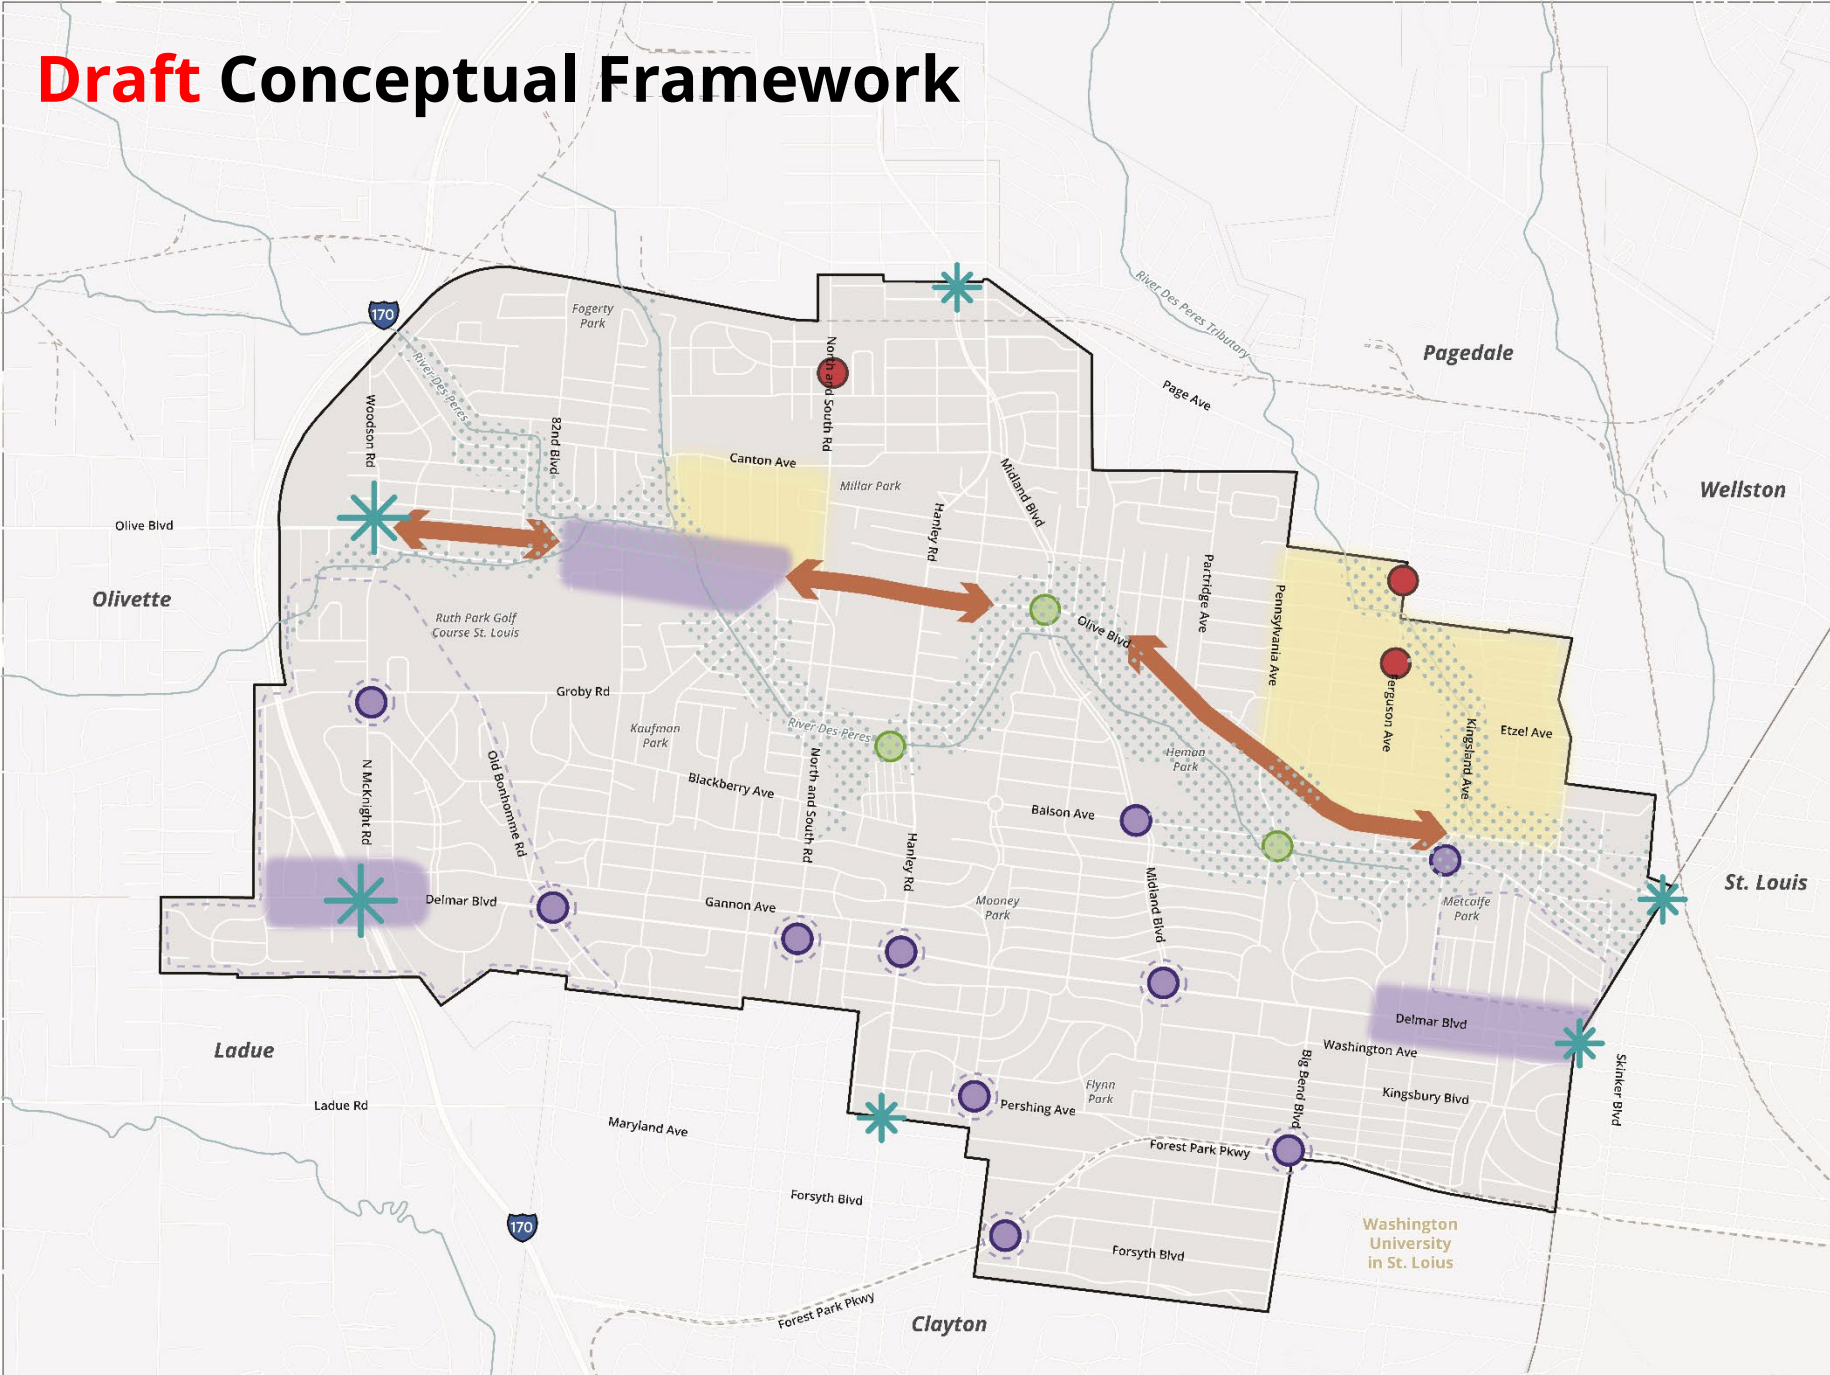 Draft Conceptual Framework
170
Fogerty
Park
River Des Peres Tributary
Pagedale
Page Ave
River Des Peres
North and South Rd
Woodson Rd
82nd Blvd
Canton Ave
Millar Park
Midland Blvd
Hanley Rd
Wellston
Olive Blvd
Olivette
Ruth Park Golf
Course St. Louis
Partridge Ave
Pennsylvania Ave
Olive Blvd
Groby Rd
Kaufman
Park
River Des Peres
Ferguson Ave
Kingsland Ave
Etzel Ave
Heman
Park
N McKnight Rd
Old Bonhomme Rd
Blackberry Ave
North and South Rd
Balson Ave
Hanley Rd
Midland Blvd
St. Louis
Delmar Blvd
Gannon Ave
Mooney
Park
Metcalfe
Park
Delmar Blvd
Washington Ave
Ladue
Big Bend Blvd
Skinker Blvd
Ladue Rd
Maryland Ave
Pershing Ave
Flynn
Park
Kingsbury Blvd
Forest Park Pkwy
Forsyth Blvd
170
Forsyth Blvd
Washington
University
in St. Loius
Forest Park Pkwy
Clayton